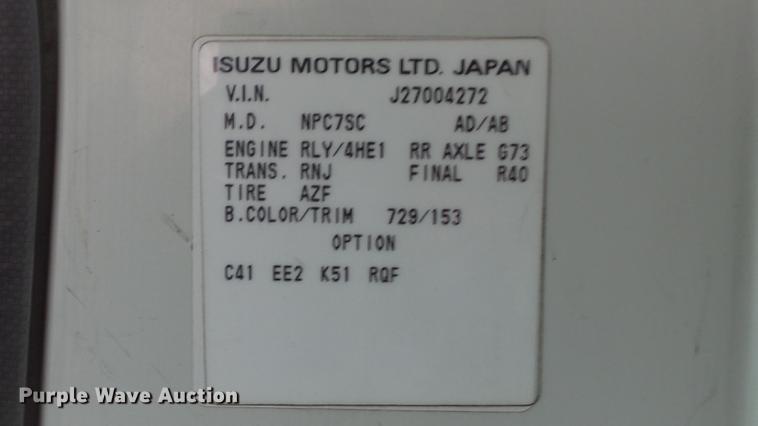 ISUZU MOTORS LTD. JAPAN
V.I.N. J27004272
M.D. NPC7SC AD/AB
ENGINE RLY/4HE1 RR AXLE G73
TRANS. RNJ FINAL R40
TIRE AZF
B.COLOR/TRIM 729/153
OPTION
C41 EE2 K51 RQF
Purple Wave Auction